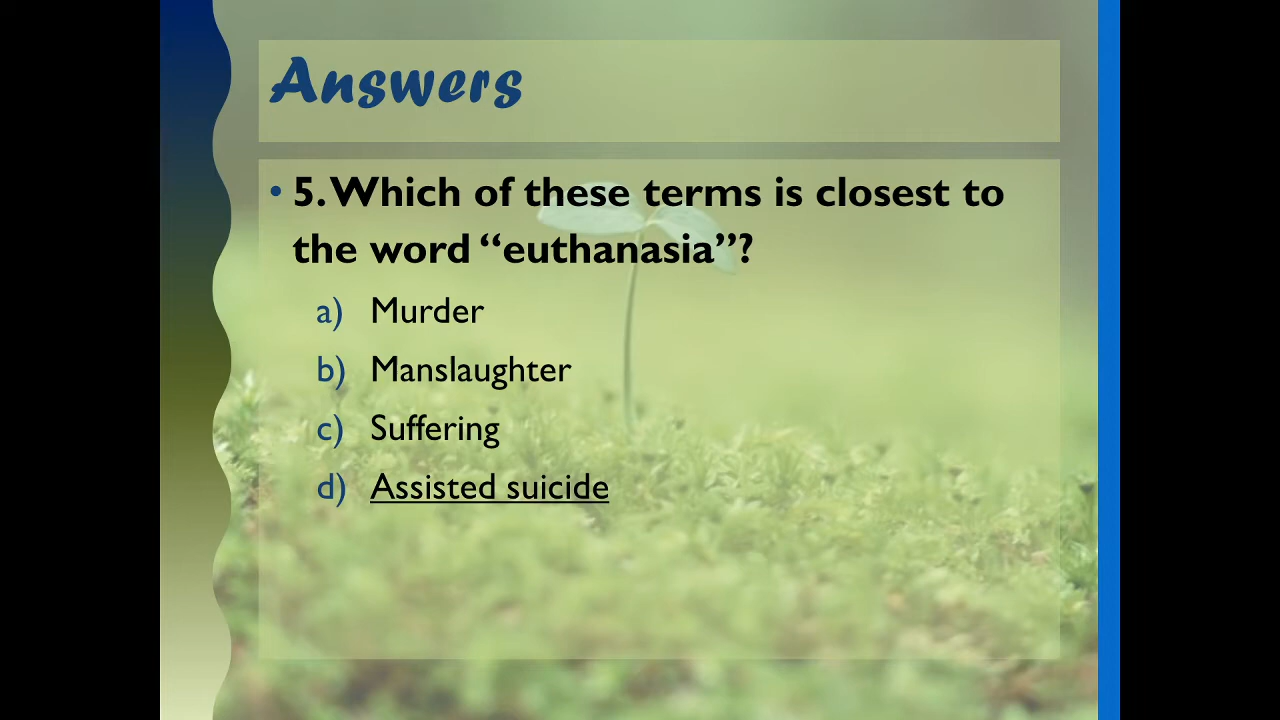 Answers
• 5. Which of these terms is closest to
the word “euthanasia”?
a) Murder
b) Manslaughter
c) Suffering
d) Assisted suicide